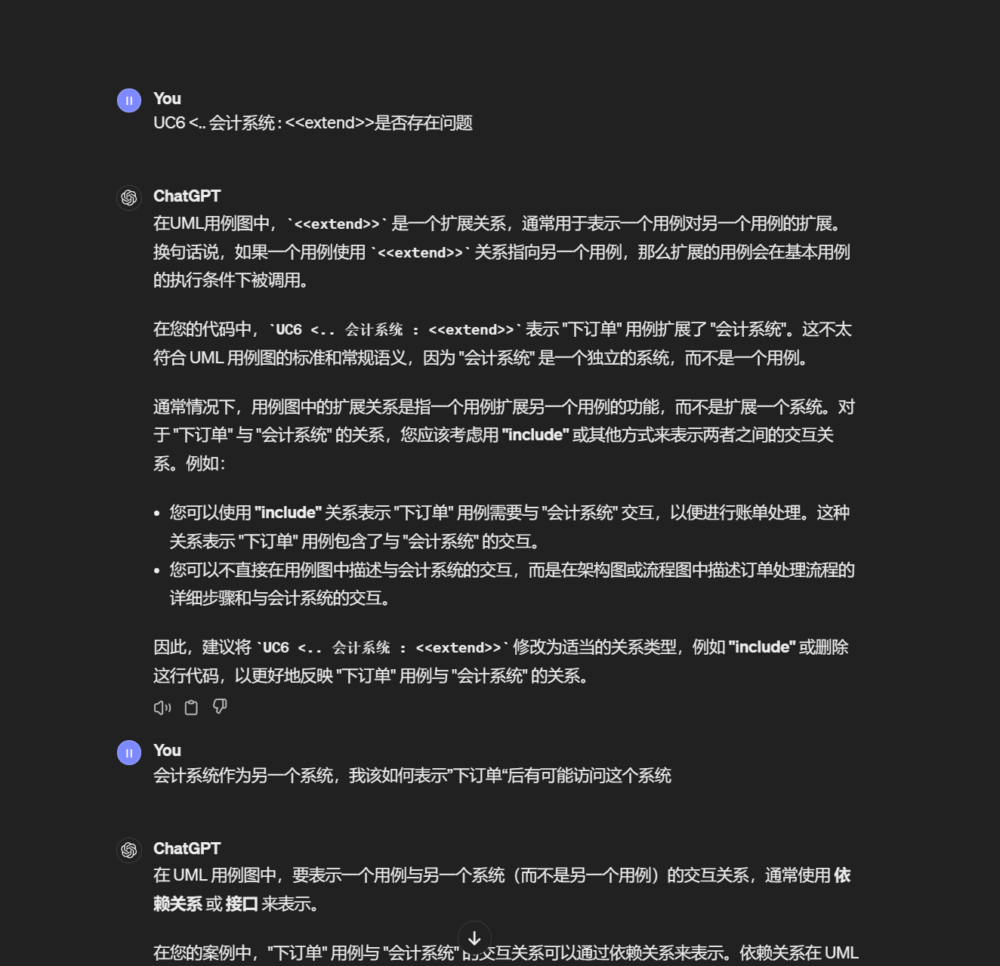 You
UC6 <.. 会计系统 : <<extend>>是否存在问题
ChatGPT
在UML用例图中，`<<extend>>` 是一个扩展关系，通常用于表示一个用例对另一个用例的扩展。
换句话说，如果一个用例使用 `<<extend>>` 关系指向另一个用例，那么扩展的用例会在基本用例
的执行条件下被调用。
在您的代码中，`UC6 <.. 会计系统 : <<extend>>` 表示 "下订单" 用例扩展了 "会计系统"。这不太
符合 UML 用例图的标准和常规语义，因为 "会计系统" 是一个独立的系统，而不是一个用例。
通常情况下，用例图中的扩展关系是指一个用例扩展另一个用例的功能，而不是扩展一个系统。对
于 "下订单" 与 "会计系统" 的关系，您应该考虑用 "include" 或其他方式来表示两者之间的交互关
系。例如：
• 您可以使用 "include" 关系表示 "下订单" 用例需要与 "会计系统" 交互，以便进行账单处理。这种
关系表示 "下订单" 用例包含了与 "会计系统" 的交互。
• 您可以不直接在用例图中描述与会计系统的交互，而是在架构图或流程图中描述订单处理流程的
详细步骤和与会计系统的交互。
因此，建议将 `UC6 <.. 会计系统 : <<extend>>` 修改为适当的关系类型，例如 "include" 或删除
这行代码，以更好地反映 "下订单" 用例与 "会计系统" 的关系。
You
会计系统作为另一个系统，我该如何表示”下订单“后有可能访问这个系统
ChatGPT
在 UML 用例图中，要表示一个用例与另一个系统（而不是另一个用例）的交互关系，通常使用 依
赖关系 或 接口 来表示。
在您的案例中，"下订单" 用例与 "会计系统" 的交互关系可以通过依赖关系来表示。依赖关系在 UML